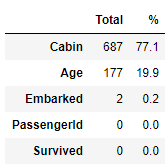 Total %
Cabin 687 77.1
Age 177 19.9
Embarked 2 0.2
PassengerId 0 0.0
Survived 0 0.0